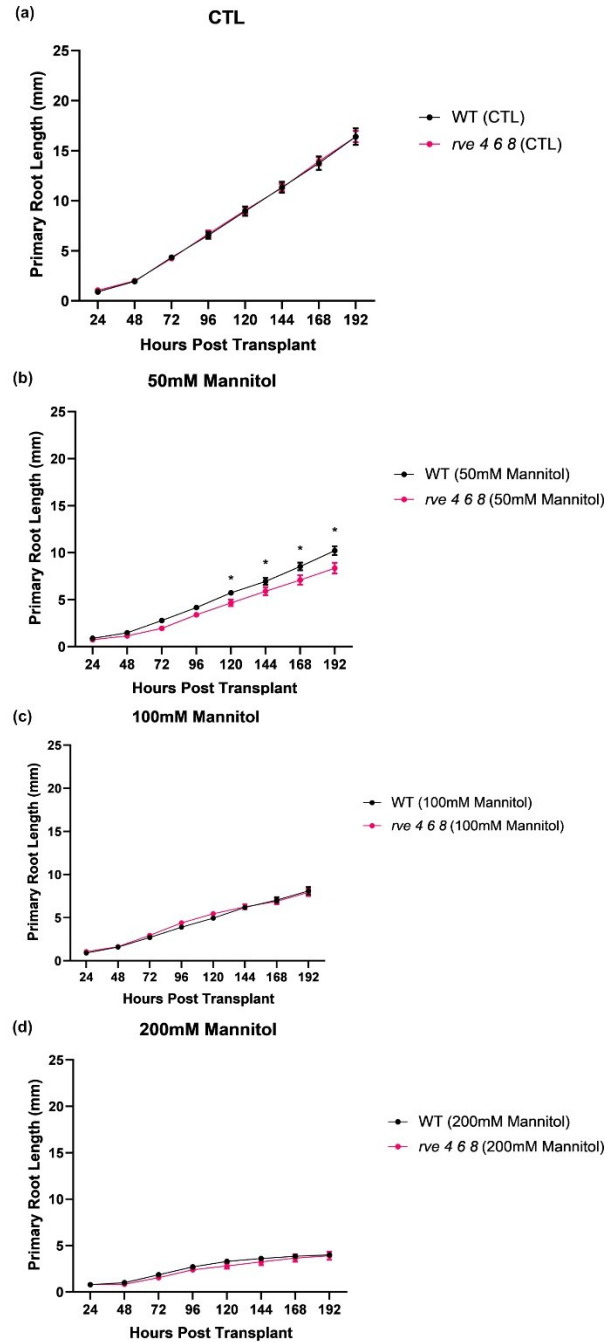 (a)
CTL
Primary Root Length (mm)
25
20
15
10
5
0
24 48 72 96 120 144 168 192
Hours Post Transplant
WT (CTL)
rve 4 6 8 (CTL)
(b)
50mM Mannitol
Primary Root Length (mm)
25
20
15
10
5
0
* * * *
24 48 72 96 120 144 168 192
Hours Post Transplant
WT (50mM Mannitol)
rve 4 6 8 (50mM Mannitol)
(c)
100mM Mannitol
Primary Root Length (mm)
25
20
15
10
5
0
24 48 72 96 120 144 168 192
Hours Post Transplant
WT (100mM Mannitol)
rve 4 6 8 (100mM Mannitol)
(d)
200mM Mannitol
Primary Root Length (mm)
25
20
15
10
5
0
24 48 72 96 120 144 168 192
Hours Post Transplant
WT (200mM Mannitol)
rve 4 6 8 (200mM Mannitol)